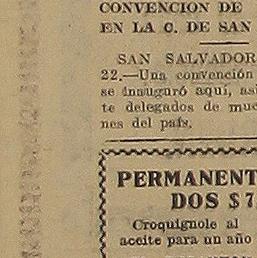 CONVENCION DE
EN LA C. DE SAN
SAN SALVADOR
22.—Una convención
se inauguró aquí, asi
te delegados de muc
nes del país.
PERMANENT
DOS $7
Croquignole al
aceite para un año